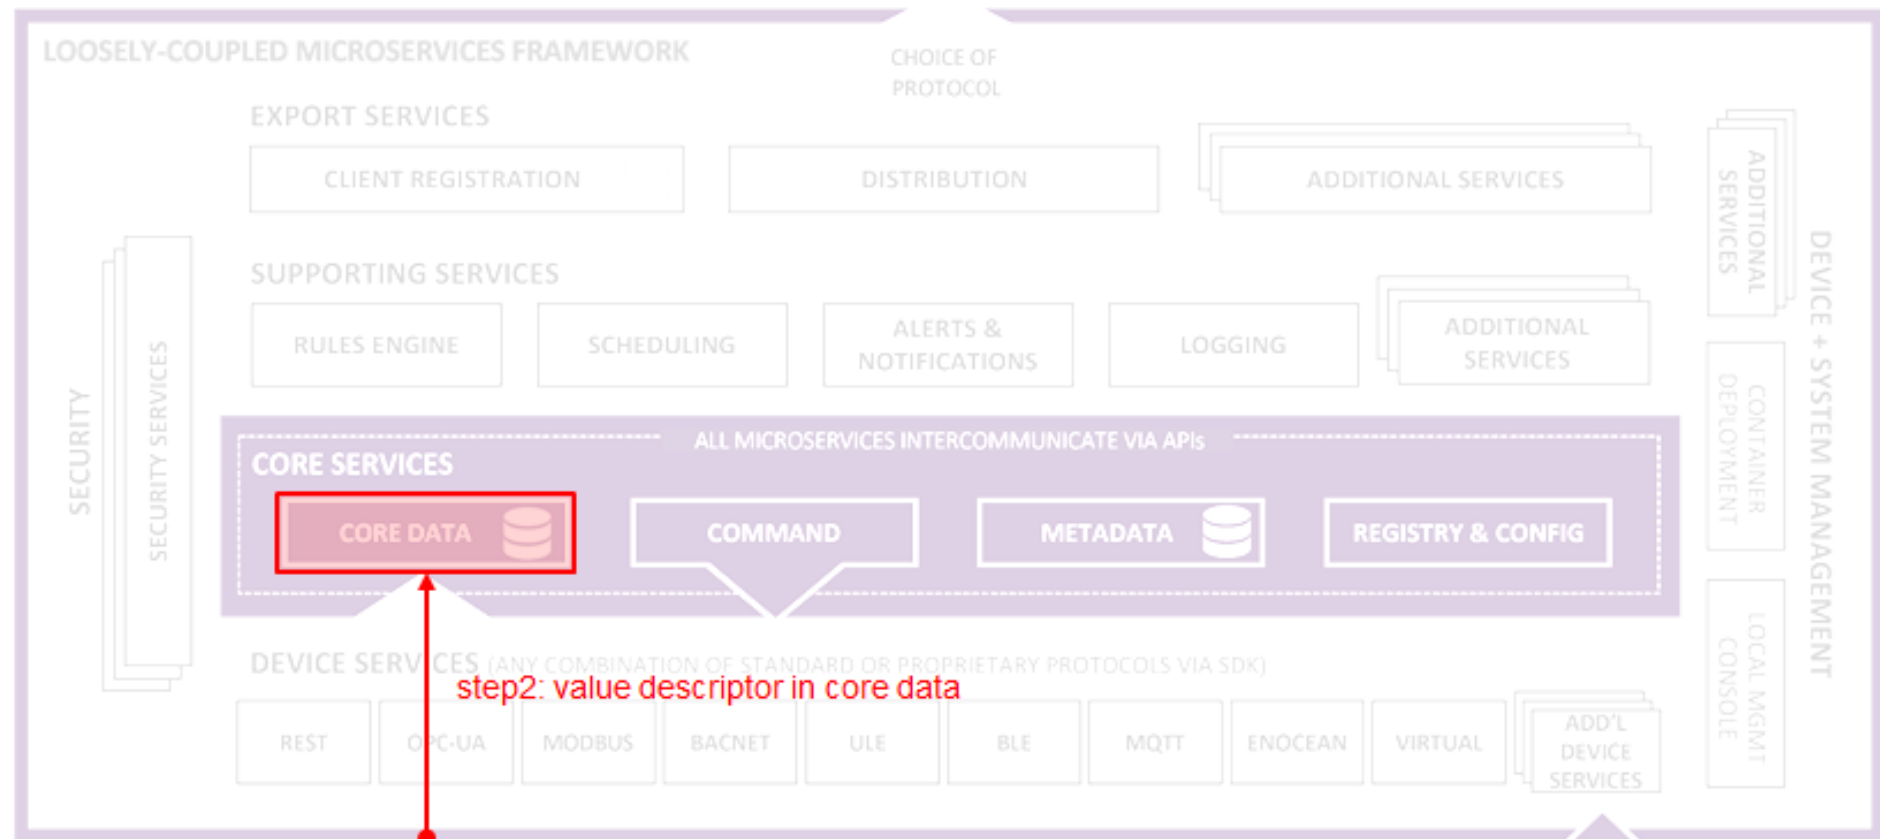 LOOSELY-COUPLED MICROSERVICES FRAMEWORK
CHOICE OF
PROTOCOL
EXPORT SERVICES
CLIENT REGISTRATION
DISTRIBUTION
ADDITIONAL SERVICES
SUPPORTING SERVICES
RULES ENGINE
SCHEDULING
ALERTS &
NOTIFICATIONS
LOGGING
ADDITIONAL
SERVICES
SECURITY
SECURITY SERVICES
ALL MICROSERVICES INTERCOMMUNICATE VIA APIs
CORE SERVICES
CORE DATA
COMMAND
METADATA
REGISTRY & CONFIG
DEVICE SERVICES (ANY COMBINATION OF STANDARD OR PROPRIETARY PROTOCOLS VIA SDK)
step2: value descriptor in core data
REST
OPC-UA
MODBUS
BACNET
ULE
BLE
MQTT
ENOCEAN
VIRTUAL
ADD'L
DEVICE
SERVICES
ADDITIONAL
SERVICES
CONTAINER
DEPLOYMENT
LOCAL MGMT
CONSOLE
DEVICE + SYSTEM MANAGEMENT